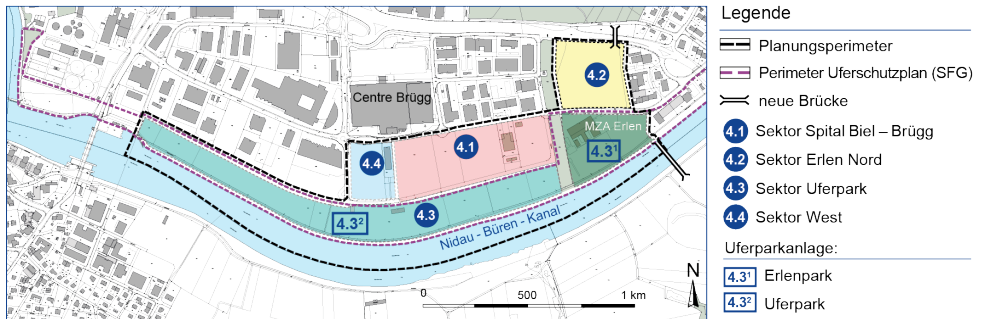 4.2
Centre Brügg
MZA Erlen
4.1
4.3¹
4.4
4.3²
4.3
Nidau - Büren - Kanal
0 500 1 km
N
Legende
Planungsperimeter
Perimeter Uferschutzplan (SFG)
neue Brücke
4.1 Sektor Spital Biel – Brügg
4.2 Sektor Erlen Nord
4.3 Sektor Uferpark
4.4 Sektor West
Uferparkanlage:
4.3¹ Erlenpark
4.3² Uferpark